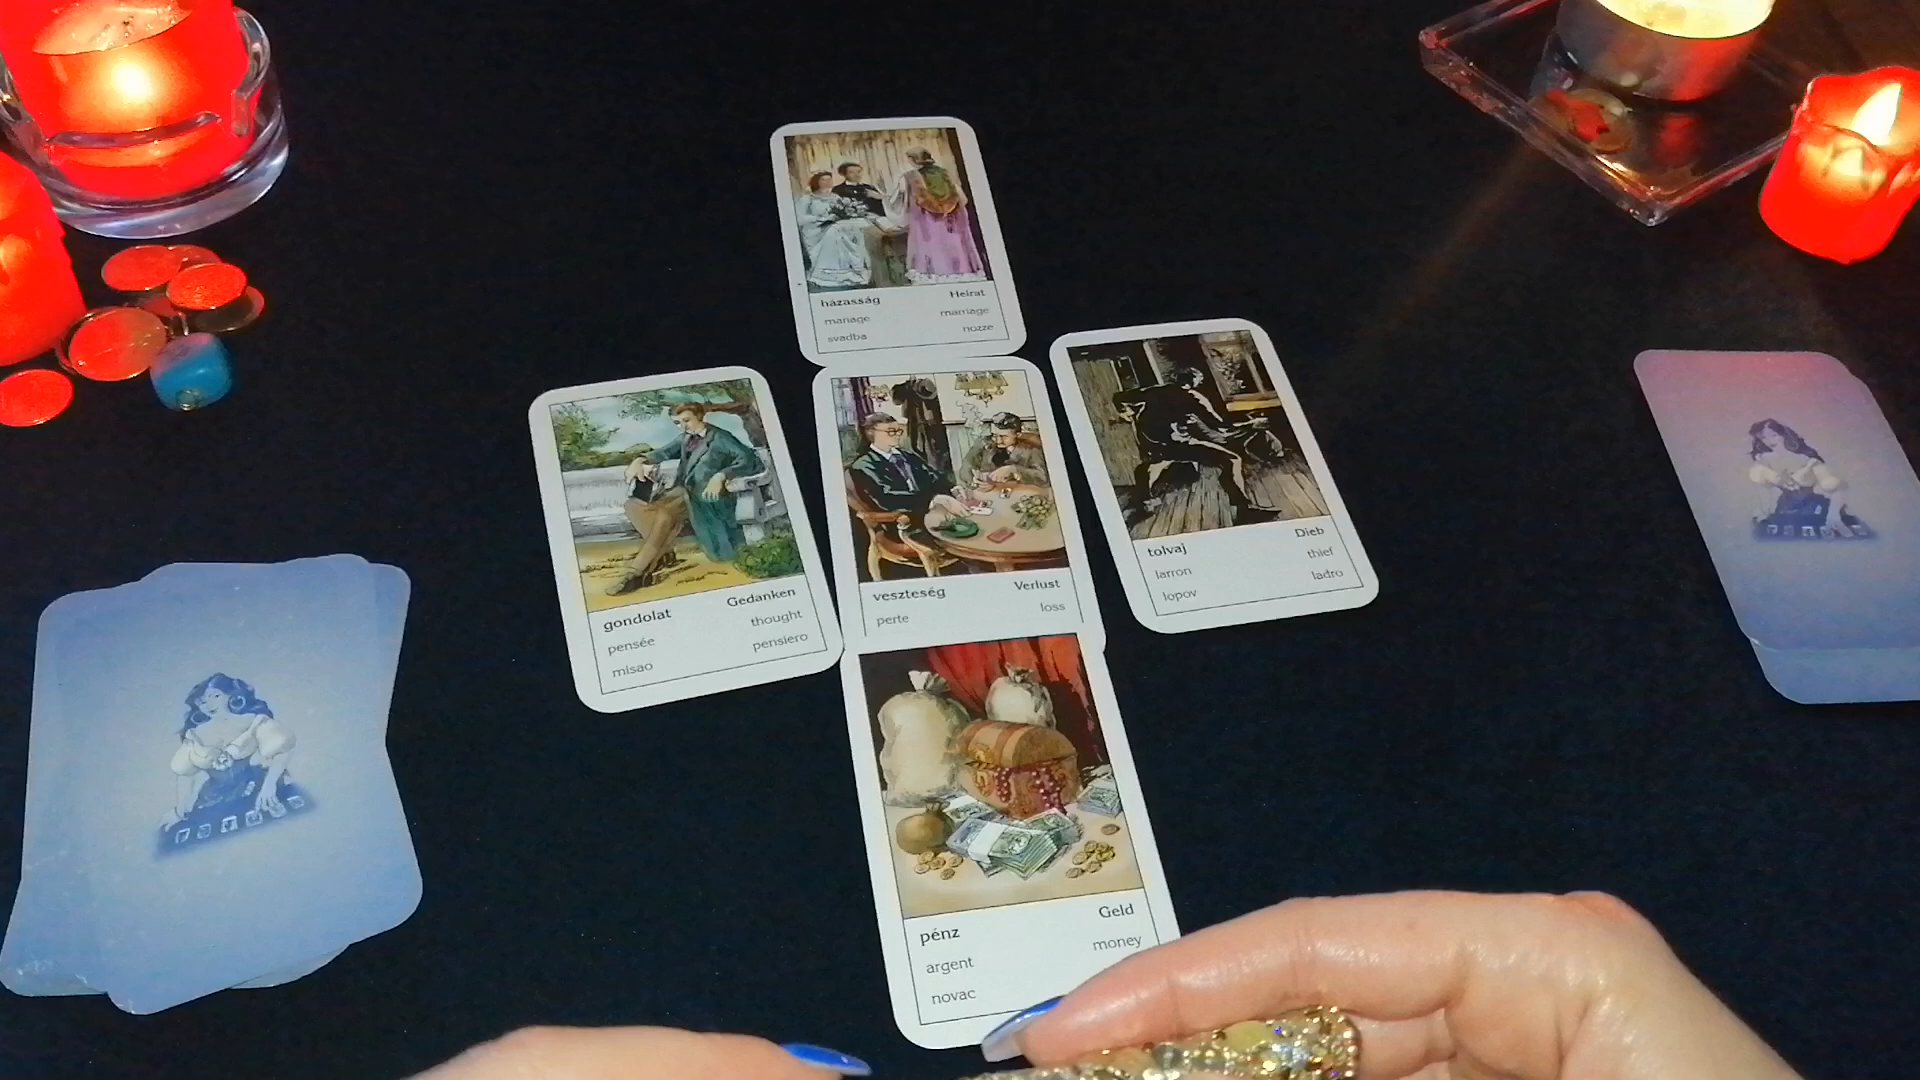 házasság Heirat
mariage marriage
svadba nozze
gondolat Gedanken
pensée thought
misao pensiero
veszteség Verlust
perte loss
tolvaj Dieb
larron thief
lopov ladro
pénz Geld
argent money
novac